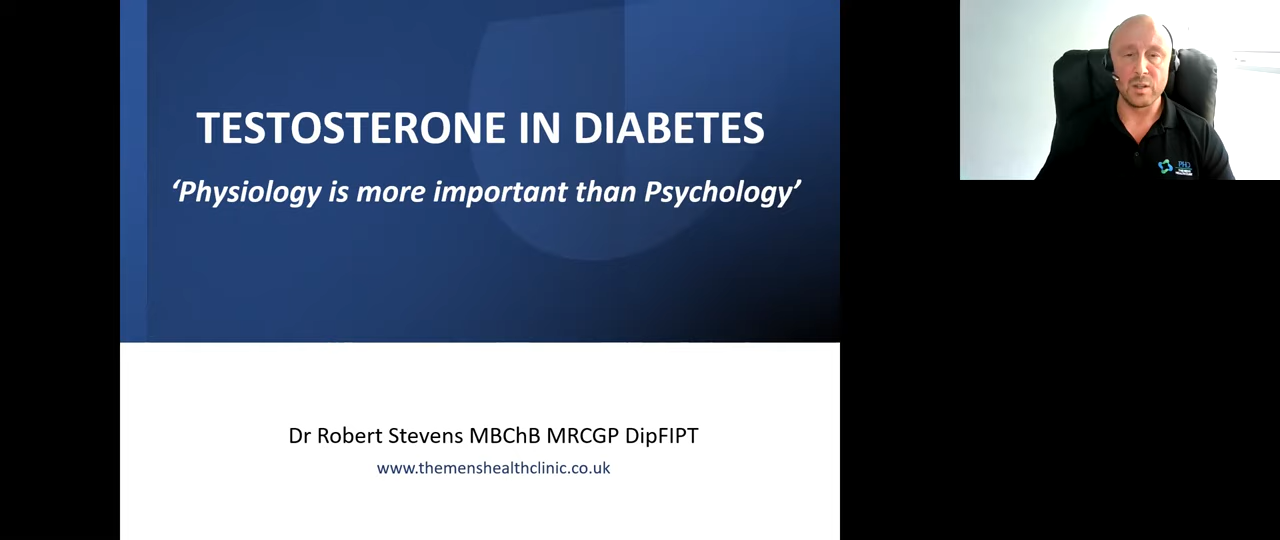 TESTOSTERONE IN DIABETES
‘Physiology is more important than Psychology’
Dr Robert Stevens MBChB MRCGP DipFIPT
www.themenshealthclinic.co.uk